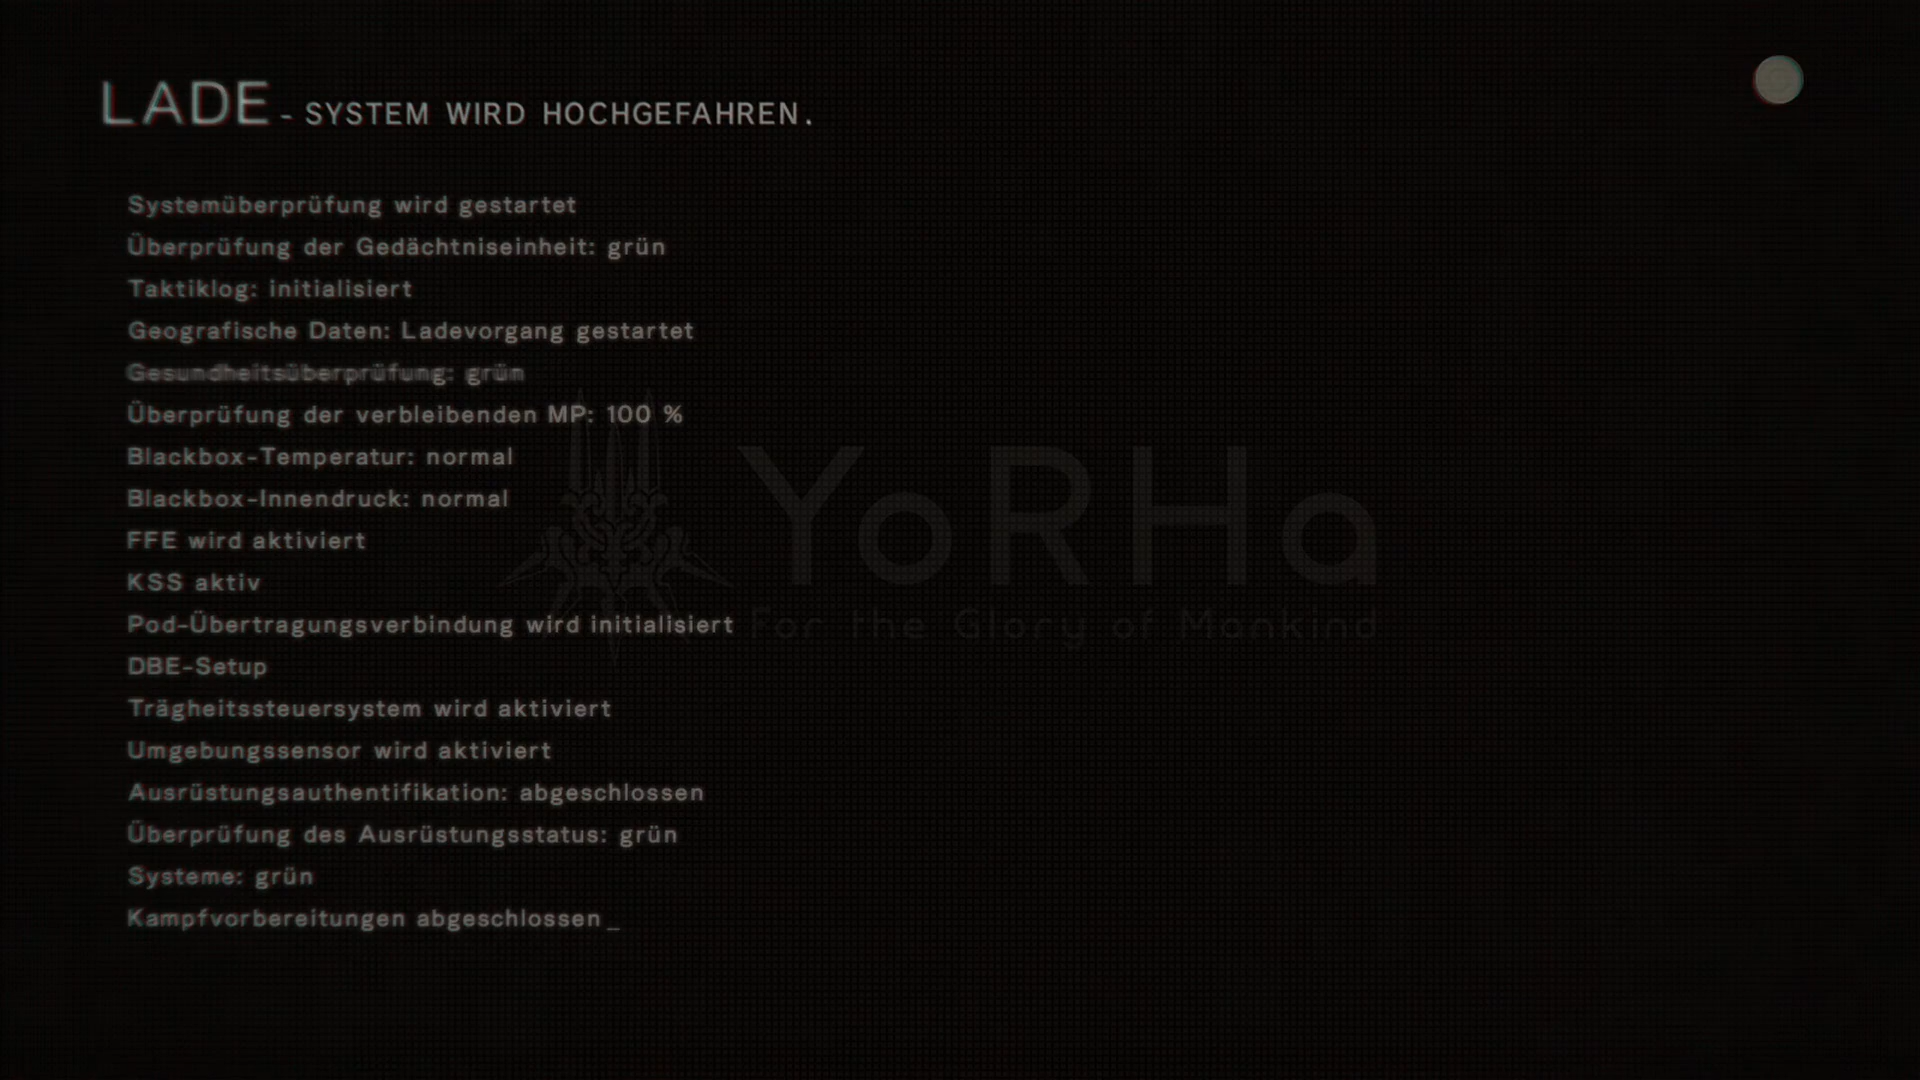 LADE - SYSTEM WIRD HOCHGEFAHREN.
Systemüberprüfung wird gestartet
Überprüfung der Gedächtniseinheit: grün
Taktiklog: initialisiert
Geografische Daten: Ladevorgang gestartet
Gesundheitsüberprüfung: grün
Überprüfung der verbleibenden MP: 100 %
Blackbox-Temperatur: normal
Blackbox-Innendruck: normal
FFE wird aktiviert
KSS aktiv
Pod-Übertragungsverbindung wird initialisiert
DBE-Setup
Trägheitssteuersystem wird aktiviert
Umgebungssensor wird aktiviert
Ausrüstungsauthentifikation: abgeschlossen
Überprüfung des Ausrüstungsstatus: grün
Systeme: grün
Kampfvorbereitungen abgeschlossen _
YoRHa
For the Glory of Mankind